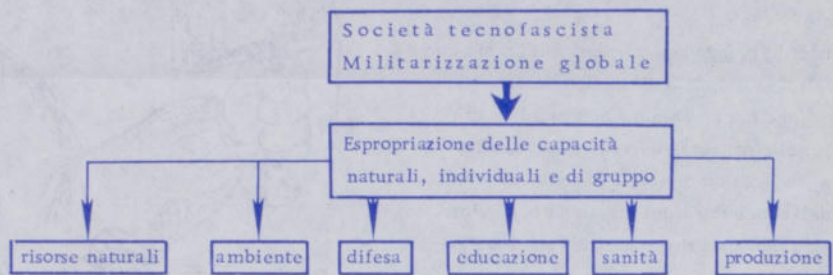 Società tecnofascista
Militarizzazione globale
Espropriazione delle capacità
naturali, individuali e di gruppo
risorse naturali
ambiente
difesa
educazione
sanità
produzione